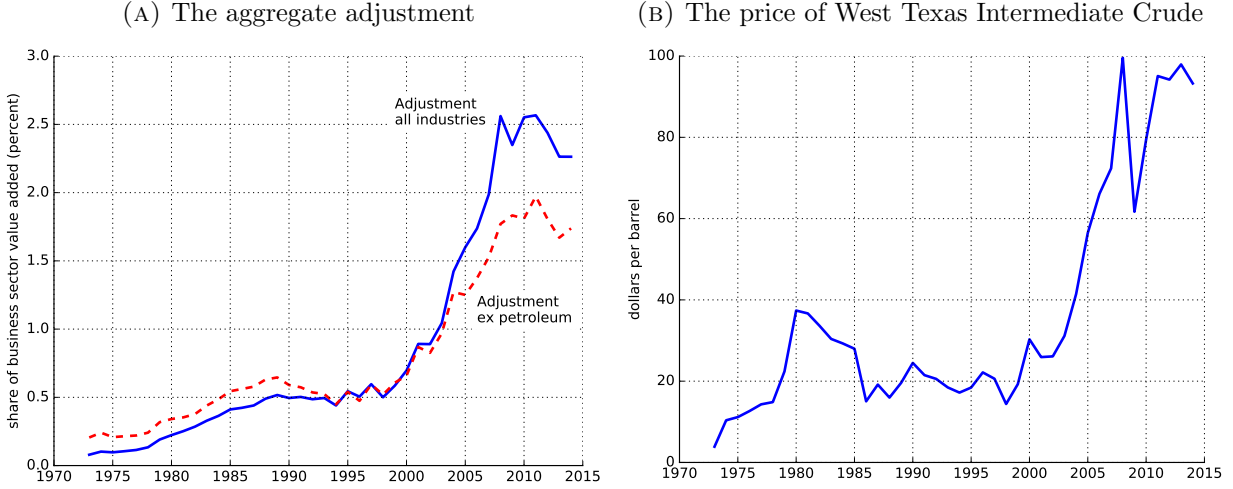 (A) The aggregate adjustment
share of business sector value added (percent)
3.0
2.5
2.0
1.5
1.0
0.5
0.0
Adjustment
all industries
Adjustment
ex petroleum
1970 1975 1980 1985 1990 1995 2000 2005 2010 2015
(B) The price of West Texas Intermediate Crude
dollars per barrel
100
80
60
40
20
0
1970 1975 1980 1985 1990 1995 2000 2005 2010 2015